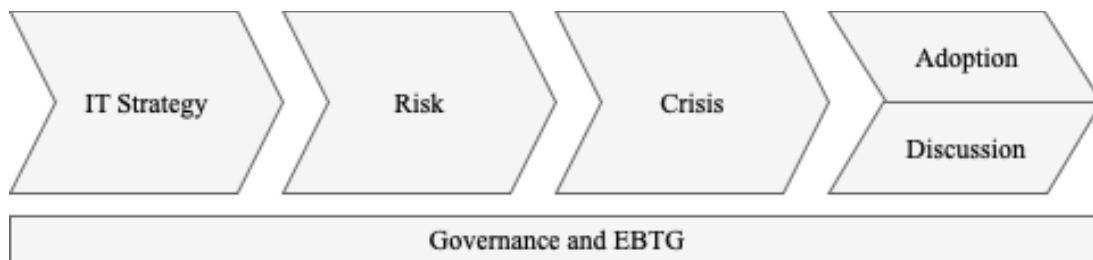 IT Strategy
Risk
Crisis
Adoption
Discussion
Governance and EBTG